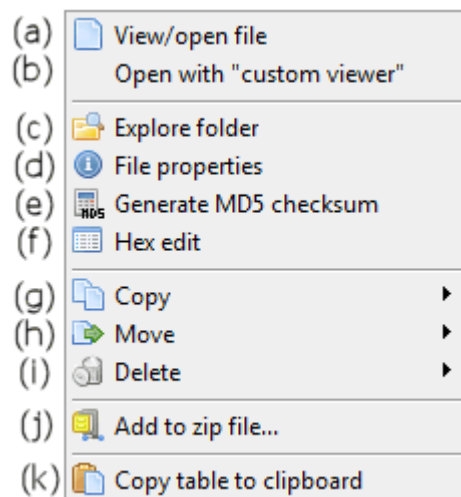 (a) View/open file
(b) Open with "custom viewer"
(c) Explore folder
(d) File properties
(e) MD5 Generate MD5 checksum
(f) Hex edit
(g) Copy
(h) Move
(i) Delete
(j) Add to zip file...
(k) Copy table to clipboard